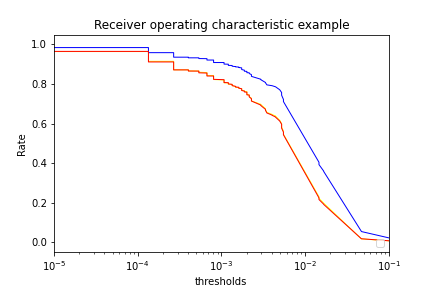 Receiver operating characteristic example
1.0
0.8
0.6
0.4
0.2
0.0
Rate
10⁻⁵ 10⁻⁴ 10⁻³ 10⁻² 10⁻¹
thresholds